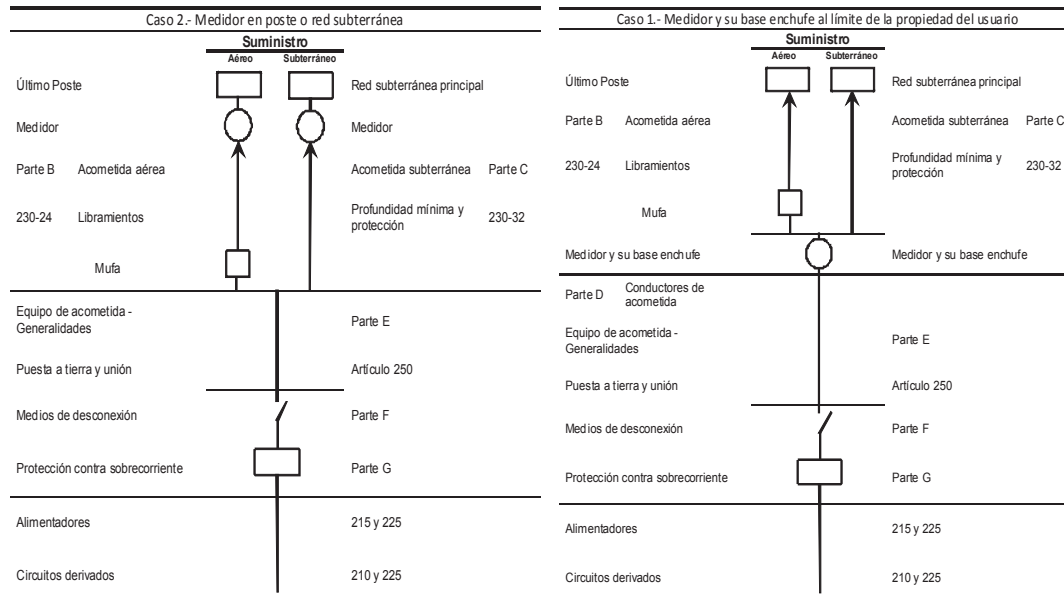 Caso 2.- Medidor en poste o red subterránea
Suministro
Aéreo Subterráneo
Último Poste Red subterránea principal
Medidor Medidor
Parte B Acometida aérea Acometida subterránea Parte C
230-24 Libramientos Profundidad mínima y
protección 230-32
Mufa
Equipo de acometida -
Generalidades Parte E
Puesta a tierra y unión Artículo 250
Medios de desconexión Parte F
Protección contra sobrecorriente Parte G
Alimentadores 215 y 225
Circuitos derivados 210 y 225
Caso 1.- Medidor y su base enchufe al límite de la propiedad del usuario
Suministro
Aéreo Subterráneo
Último Poste Red subterránea principal
Parte B Acometida aérea Acometida subterránea Parte C
230-24 Libramientos Profundidad mínima y
protección 230-32
Mufa
Medidor y su base enchufe Medidor y su base enchufe
Parte D Conductores de
acometida
Equipo de acometida -
Generalidades Parte E
Puesta a tierra y unión Artículo 250
Medios de desconexión Parte F
Protección contra sobrecorriente Parte G
Alimentadores 215 y 225
Circuitos derivados 210 y 225